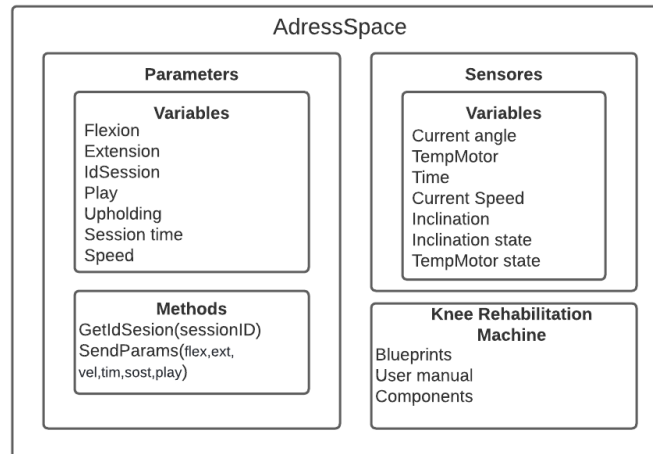 AdressSpace
Parameters
Variables
Flexion
Extension
IdSession
Play
Upholding
Session time
Speed
Methods
GetIdSesion(sessionID)
SendParams(flex,ext,
vel,tim,sost,play)
Sensores
Variables
Current angle
TempMotor
Time
Current Speed
Inclination
Inclination state
TempMotor state
Knee Rehabilitation
Machine
Blueprints
User manual
Components